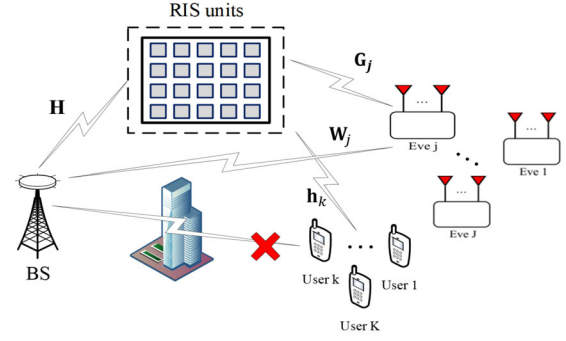 RIS units
G_j
H
W_j
...
Eve j
...
Eve 1
...
Eve J
h_k
BS
User k
...
User 1
User K